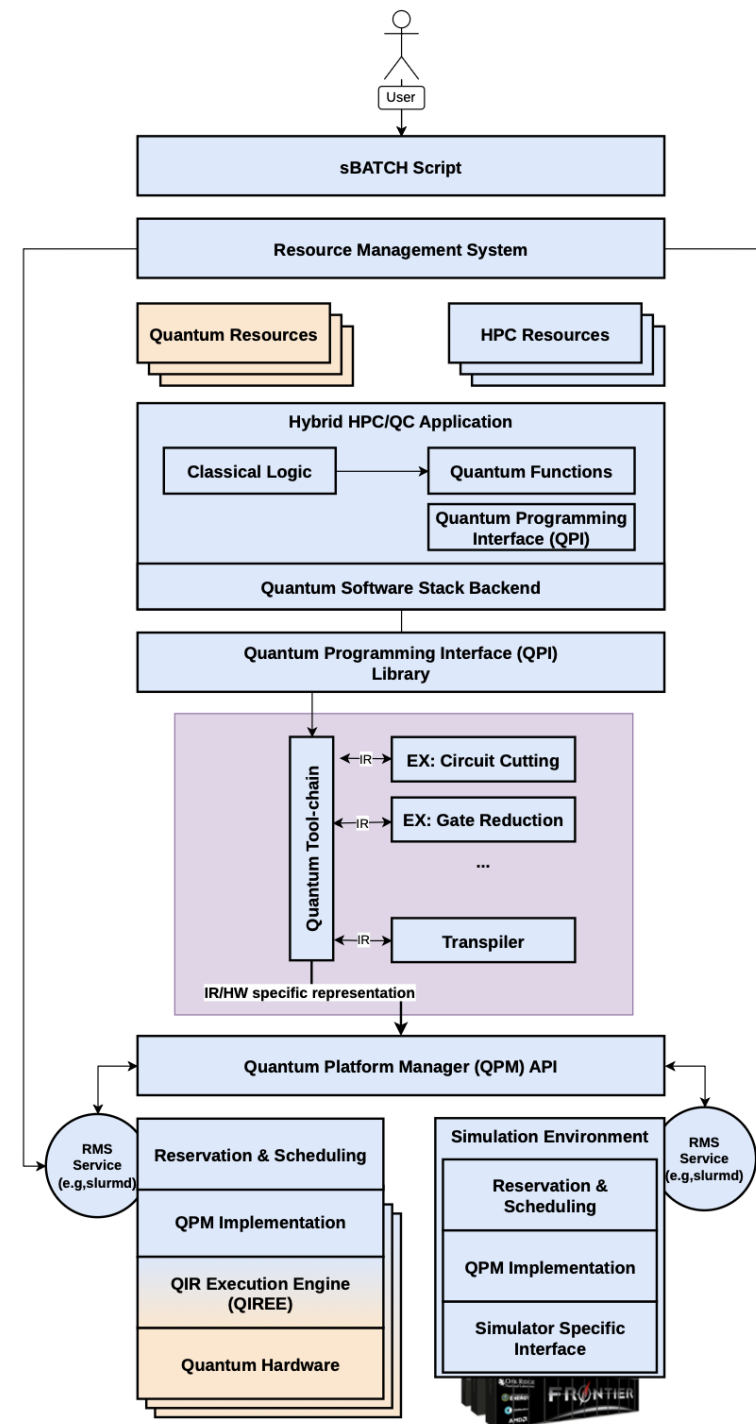 User
sBATCH Script
Resource Management System
Quantum Resources
HPC Resources
Hybrid HPC/QC Application
Classical Logic
Quantum Functions
Quantum Programming
Interface (QPI)
Quantum Software Stack Backend
Quantum Programming Interface (QPI)
Library
Quantum Tool-chain
IR
EX: Circuit Cutting
IR
EX: Gate Reduction
...
IR
Transpiler
IR/HW specific representation
Quantum Platform Manager (QPM) API
RMS
Service
(e.g,slurmd)
Reservation & Scheduling
QPM Implementation
QIR Execution Engine
(QIREE)
Quantum Hardware
Simulation Environment
Reservation &
Scheduling
QPM Implementation
Simulator Specific
Interface
RMS
Service
(e.g,slurmd)
OAK RIDGE
ENERGY
AMD
FRONTIER